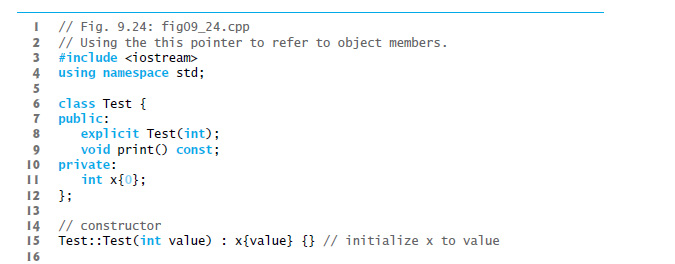 1 // Fig. 9.24: fig09_24.cpp
2 // Using the this pointer to refer to object members.
3 #include <iostream>
4 using namespace std;
5
6 class Test {
7 public:
8    explicit Test(int);
9    void print() const;
10 private:
11    int x{0};
12 };
13
14 // constructor
15 Test::Test(int value) : x{value} {} // initialize x to value
16